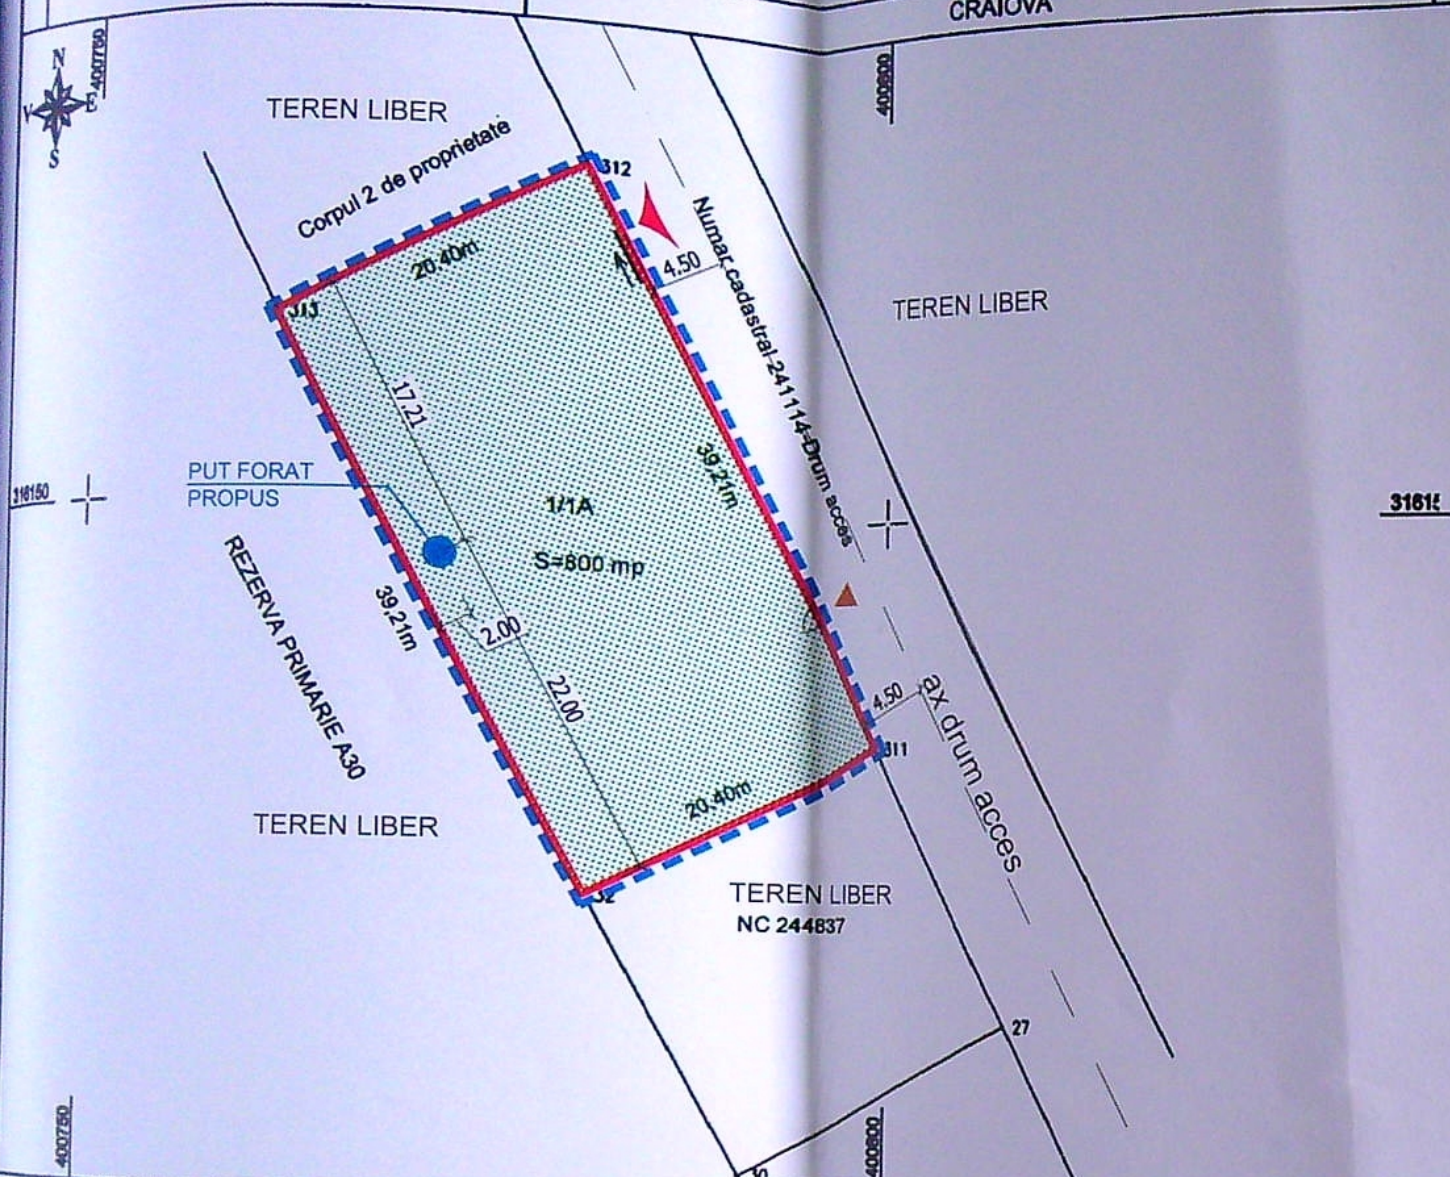 CRAIOVA
N
400750
E
V
S
400800
TEREN LIBER
Corpul 2 de proprietate
312
20.40m
4.50
Numar cadastral 241114-Drum acces
TEREN LIBER
313
17.21
39,21m
PUT FORAT
PROPUS
316150
1/1A
S=800 mp
REZERVA PRIMARIE A30
39,21m
2.00
22.00
4.50
311
ax drum acces
20.40m
TEREN LIBER
32
TEREN LIBER
NC 244837
27
400750
400800